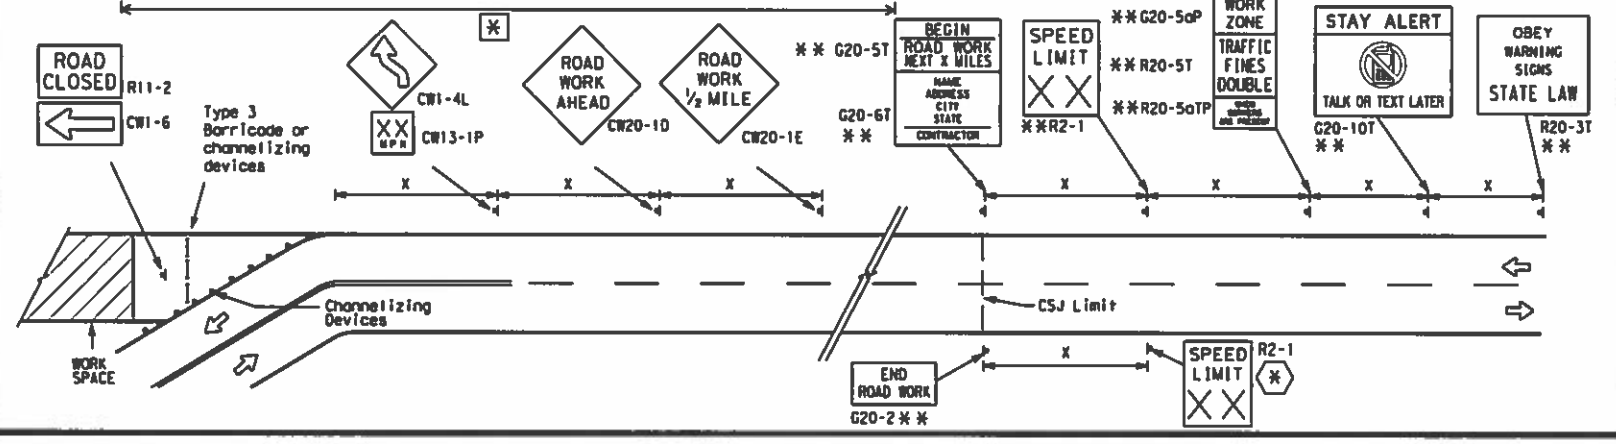 ROAD
CLOSED
R11-2
CW1-6
Type 3
Barricade or
channelizing
devices
CW1-4L
XX
MPH
CW13-1P
*
ROAD
WORK
AHEAD
CW20-1D
ROAD
WORK
1/2 MILE
CW20-1E
** G20-5T
BEGIN
ROAD WORK
NEXT X MILES
NAME
ADDRESS
CITY
STATE
CONTRACTOR
G20-6T
**
SPEED
LIMIT
XX
**R2-1
**G20-5aP
WORK
ZONE
**R20-5T
TRAFFIC
FINES
DOUBLE
**R20-5aTP
WHEN
WORKERS
ARE PRESENT
STAY ALERT
TALK OR TEXT LATER
G20-10T
**
OBEY
WARNING
SIGNS
STATE LAW
R20-3T
**
X
X
X
X
X
X
X
Channelizing
Devices
CSJ Limit
WORK
SPACE
X
END
ROAD WORK
G20-2**
SPEED
LIMIT
XX
R2-1
*